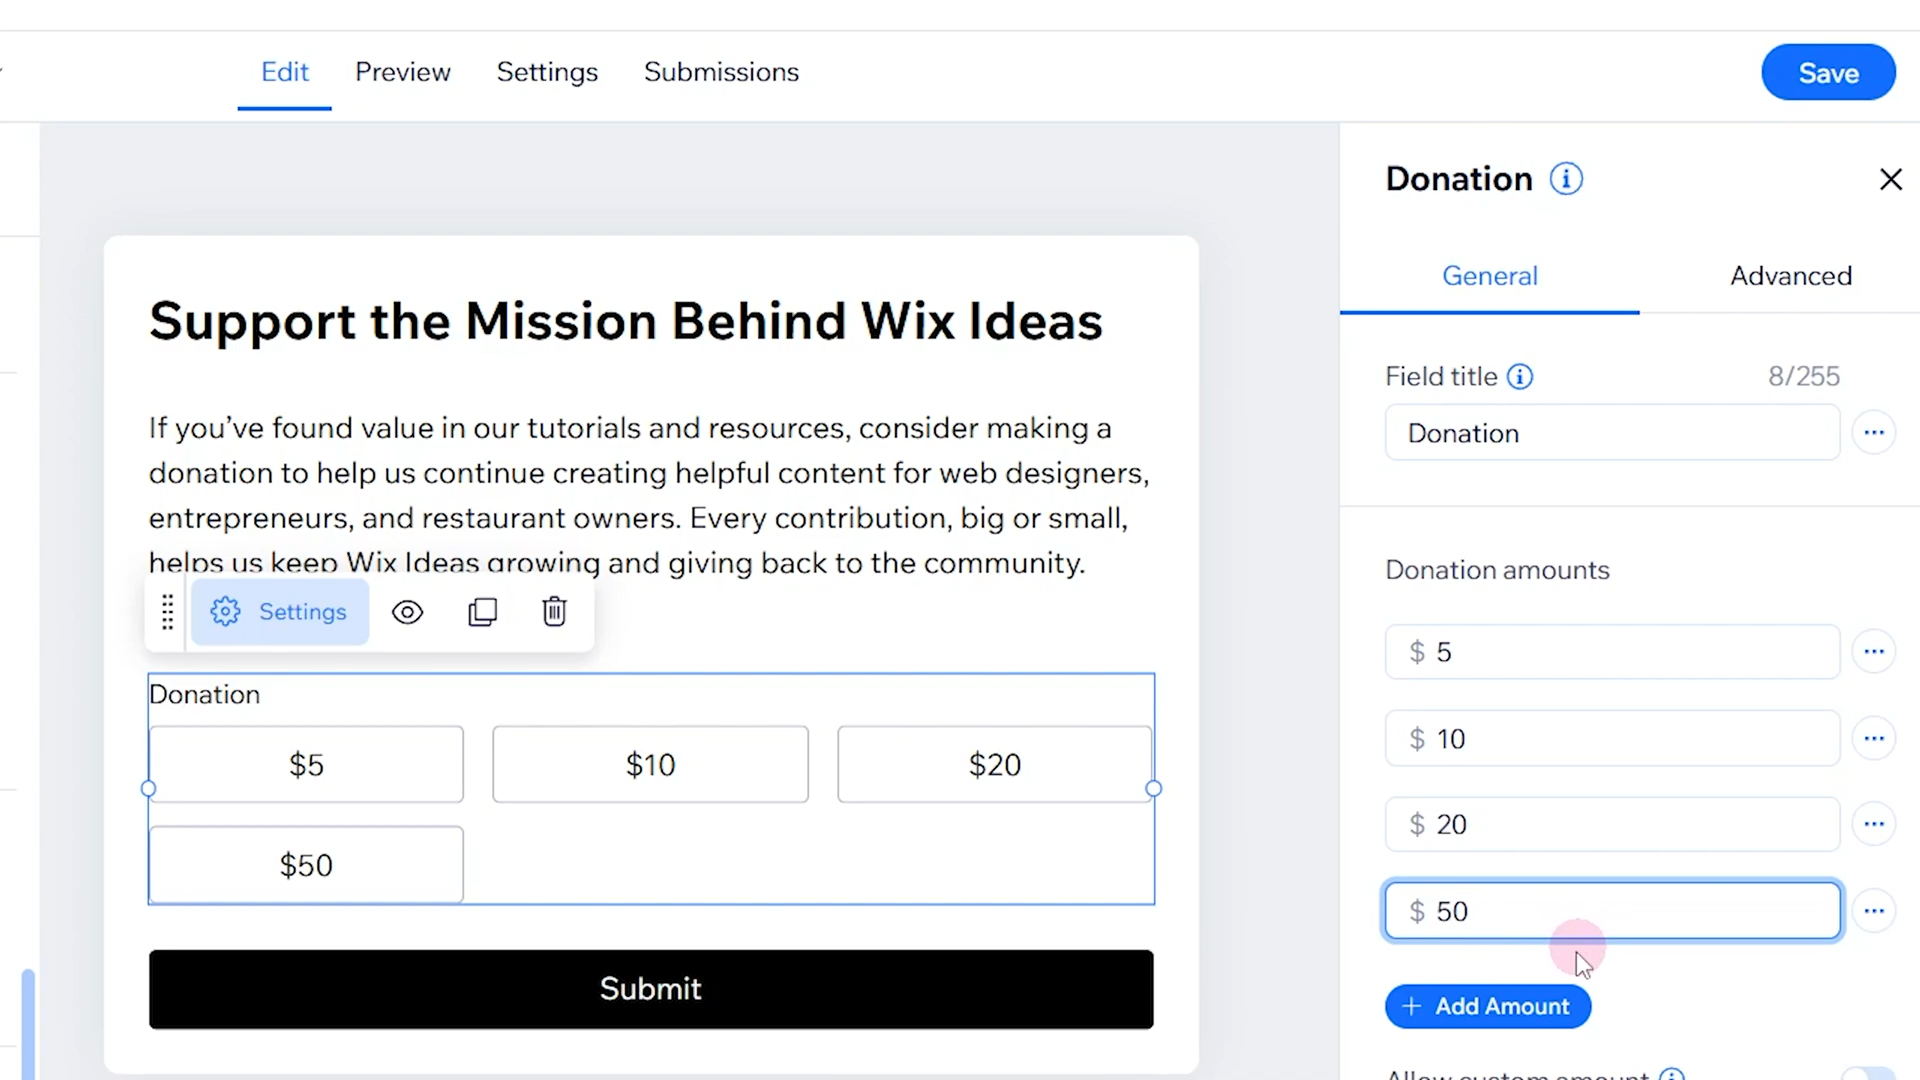 Edit Preview Settings Submissions
Save
Donation
General Advanced
Field title 8/255
Donation
Donation amounts
$ 5
$ 10
$ 20
$ 50
+ Add Amount
Allow custom amount
Support the Mission Behind Wix Ideas
If you’ve found value in our tutorials and resources, consider making a
donation to help us continue creating helpful content for web designers,
entrepreneurs, and restaurant owners. Every contribution, big or small,
helps us keep Wix Ideas growing and giving back to the community.
Settings
Donation
$5 $10 $20
$50
Submit